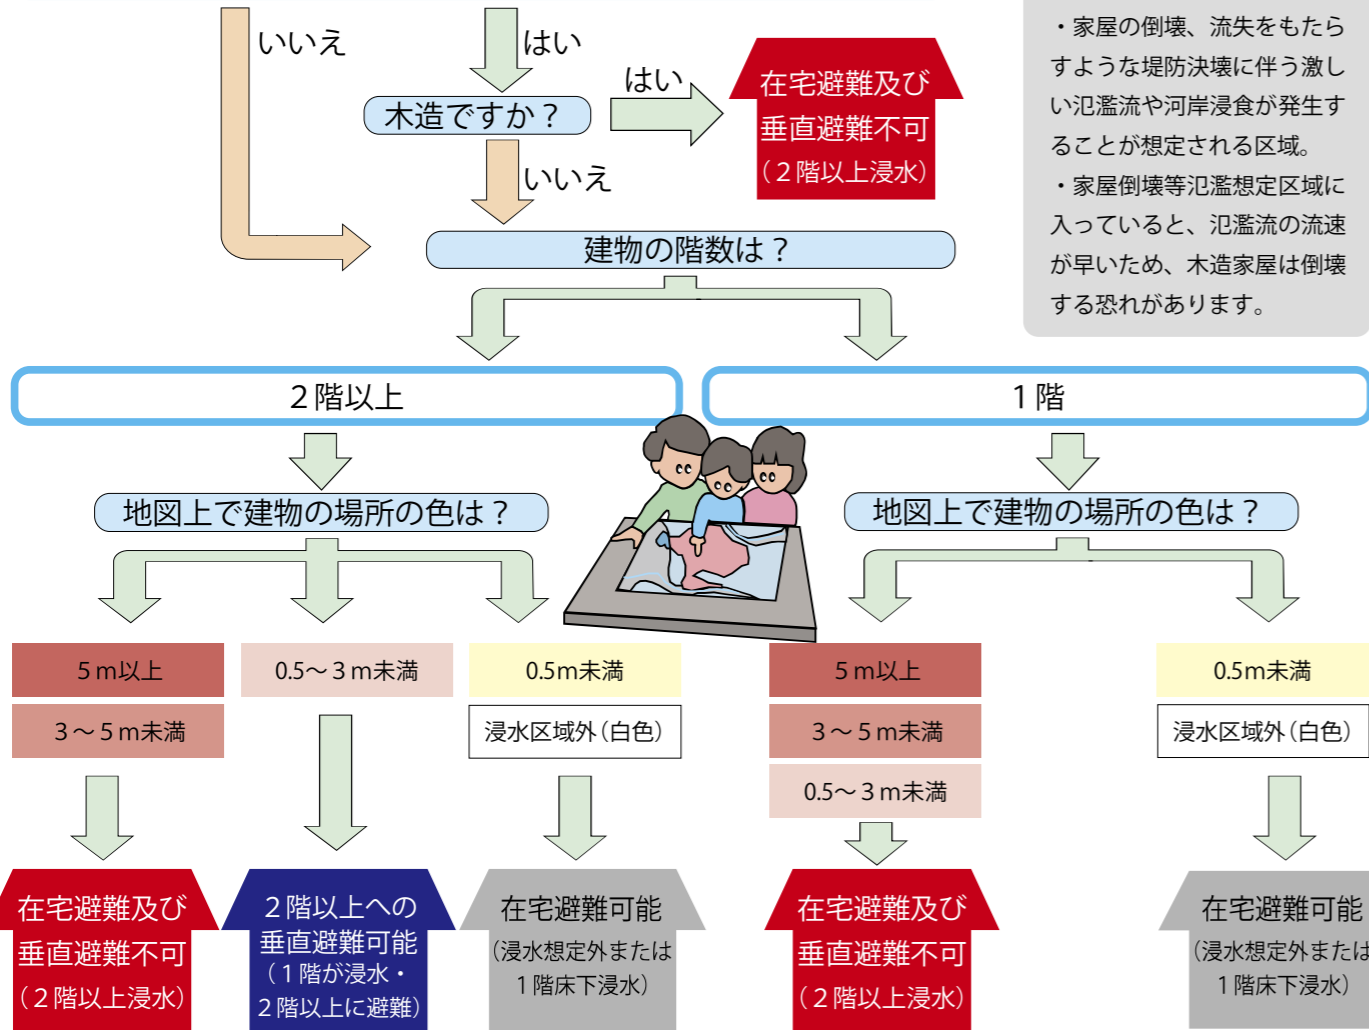 いいえ
はい
木造ですか？
はい
在宅避難及び
垂直避難不可
（２階以上浸水）
いいえ
・家屋の倒壊、流失をもたら
すような堤防決壊に伴う激し
い氾濫流や河岸浸食が発生す
ることが想定される区域。
・家屋倒壊等氾濫想定区域に
入っていると、氾濫流の流速
が早いため、木造家屋は倒壊
する恐れがあります。
建物の階数は？
２階以上
１階
地図上で建物の場所の色は？
地図上で建物の場所の色は？
５ｍ以上
３～５ｍ未満
0.5～３ｍ未満
0.5ｍ未満
浸水区域外（白色）
５ｍ以上
３～５ｍ未満
0.5～３ｍ未満
0.5ｍ未満
浸水区域外（白色）
在宅避難及び
垂直避難不可
（２階以上浸水）
２階以上への
垂直避難可能
（１階が浸水・
２階以上に避難）
在宅避難可能
（浸水想定外または
１階床下浸水）
在宅避難及び
垂直避難不可
（２階以上浸水）
在宅避難可能
（浸水想定外または
１階床下浸水）